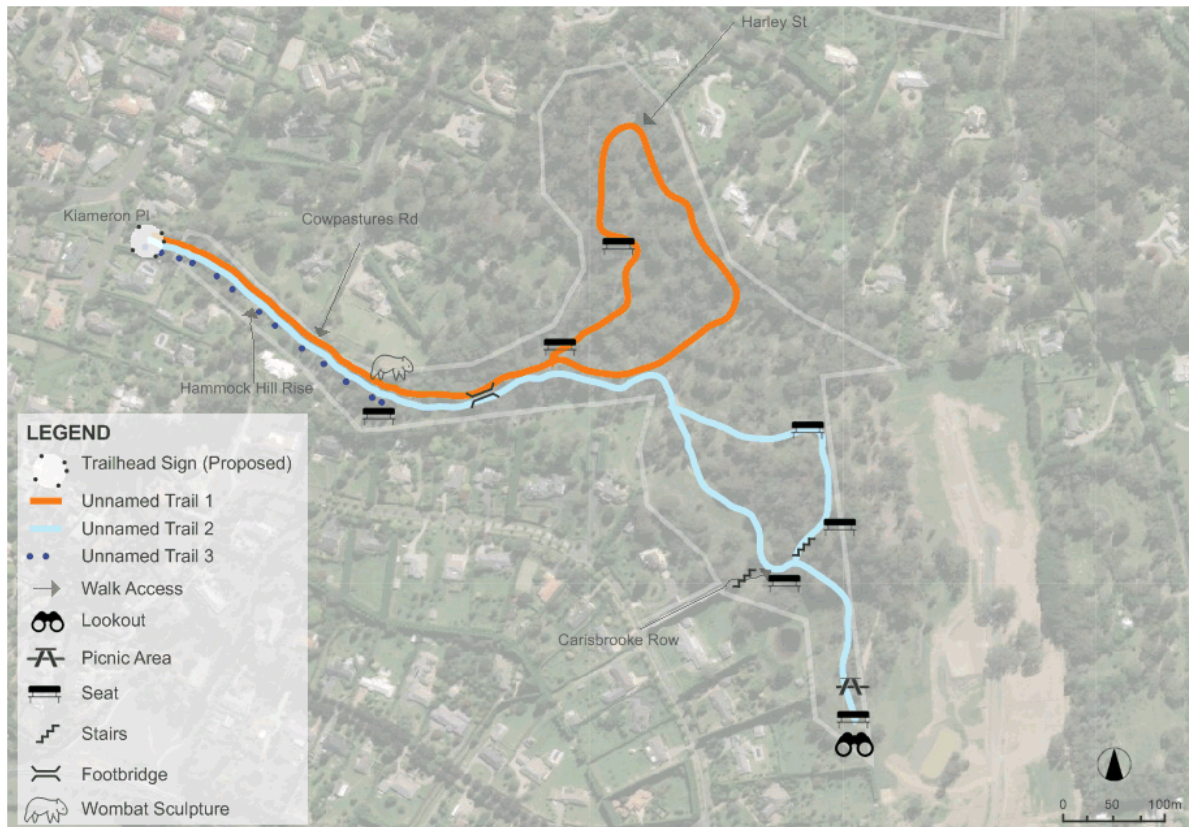 Harley St
Kiameron Pl
Cowpastures Rd
Hammock Hill Rise
LEGEND
Trailhead Sign (Proposed)
Unnamed Trail 1
Unnamed Trail 2
Unnamed Trail 3
Walk Access
Lookout
Picnic Area
Seat
Stairs
Footbridge
Wombat Sculpture
Carisbrooke Row
0 50 100m